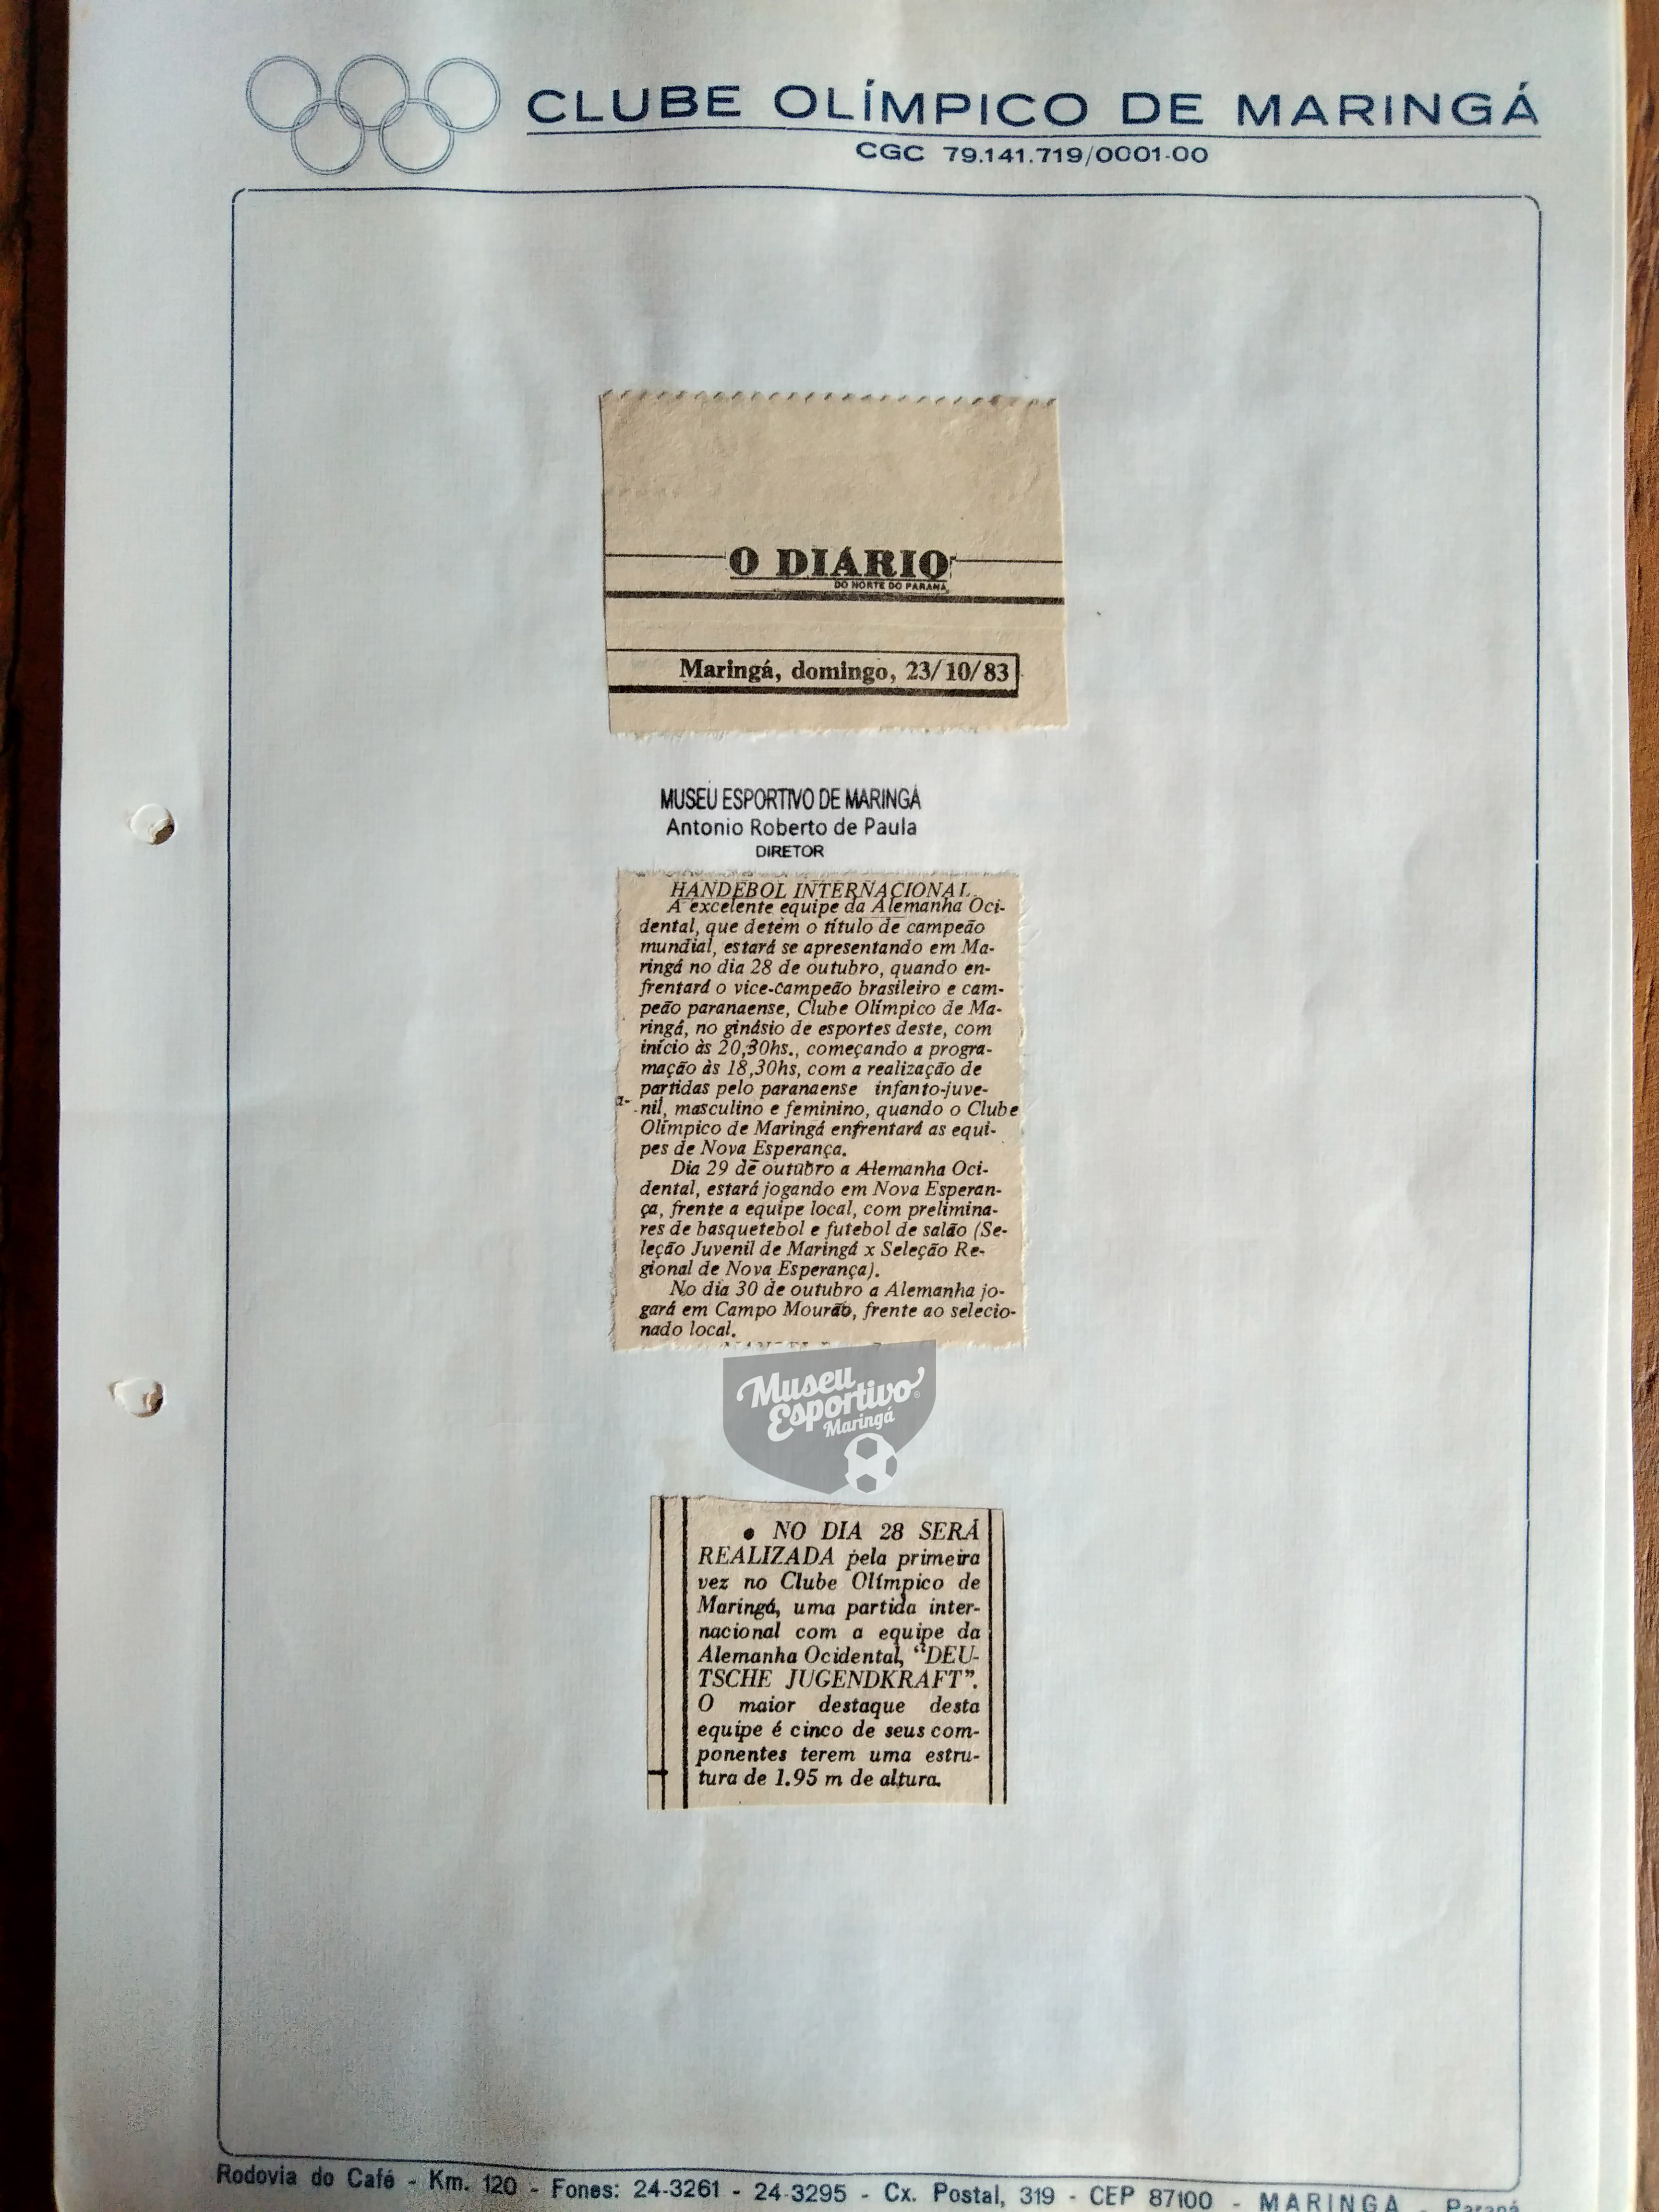 CLUBE OLÍMPICO DE MARINGÁ
CGC 79.141.719/0001-00
O DIÁRIO
DO NORTE DO PARANÁ
Maringá, domingo, 23/10/83
MUSEU ESPORTIVO DE MARINGÁ
Antonio Roberto de Paula
DIRETOR
HANDEBOL INTERNACIONAL
A excelente equipe da Alemanha Oci-
dental, que detém o título de campeão
mundial, estará se apresentando em Ma-
ringá no dia 28 de outubro, quando en-
frentará o vice-campeão brasileiro e cam-
peão paranaense, Clube Olímpico de Ma-
ringá, no ginásio de esportes deste, com
início às 20,30hs., começando a progra-
mação às 18,30hs, com a realização de
partidas pelo paranaense infanto-juve-
nil, masculino e feminino, quando o Clube
Olímpico de Maringá enfrentará as equi-
pes de Nova Esperança.
Dia 29 de outubro a Alemanha Oci-
dental, estará jogando em Nova Esperan-
ça, frente a equipe local, com prelimina-
res de basquetebol e futebol de salão (Se-
leção Juvenil de Maringá x Seleção Re-
gional de Nova Esperança).
No dia 30 de outubro a Alemanha jo-
gará em Campo Mourão, frente ao selecio-
nado local.
Museu
Esportivo
Maringá
• NO DIA 28 SERÁ
REALIZADA pela primeira
vez no Clube Olímpico de
Maringá, uma partida inter-
nacional com a equipe da
Alemanha Ocidental, "DEU-
TSCHE JUGENDKRAFT".
O maior destaque desta
equipe é cinco de seus com-
ponentes terem uma estru-
tura de 1.95 m de altura.
Rodovia do Café - Km. 120 - Fones: 24-3261 - 24-3295 - Cx. Postal, 319 - CEP 87100 - MARINGÁ - Paraná